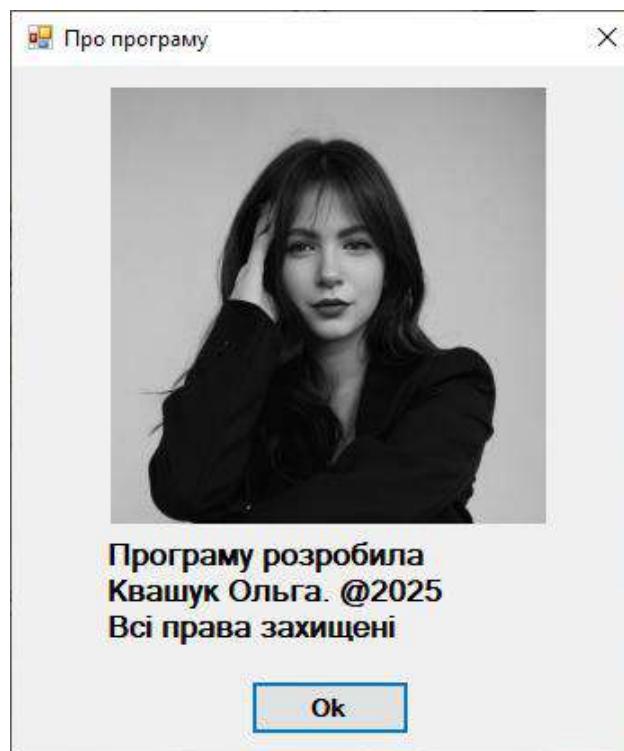 Про програму
Програму розробила
Квашук Ольга. @2025
Всі права захищені
Ok